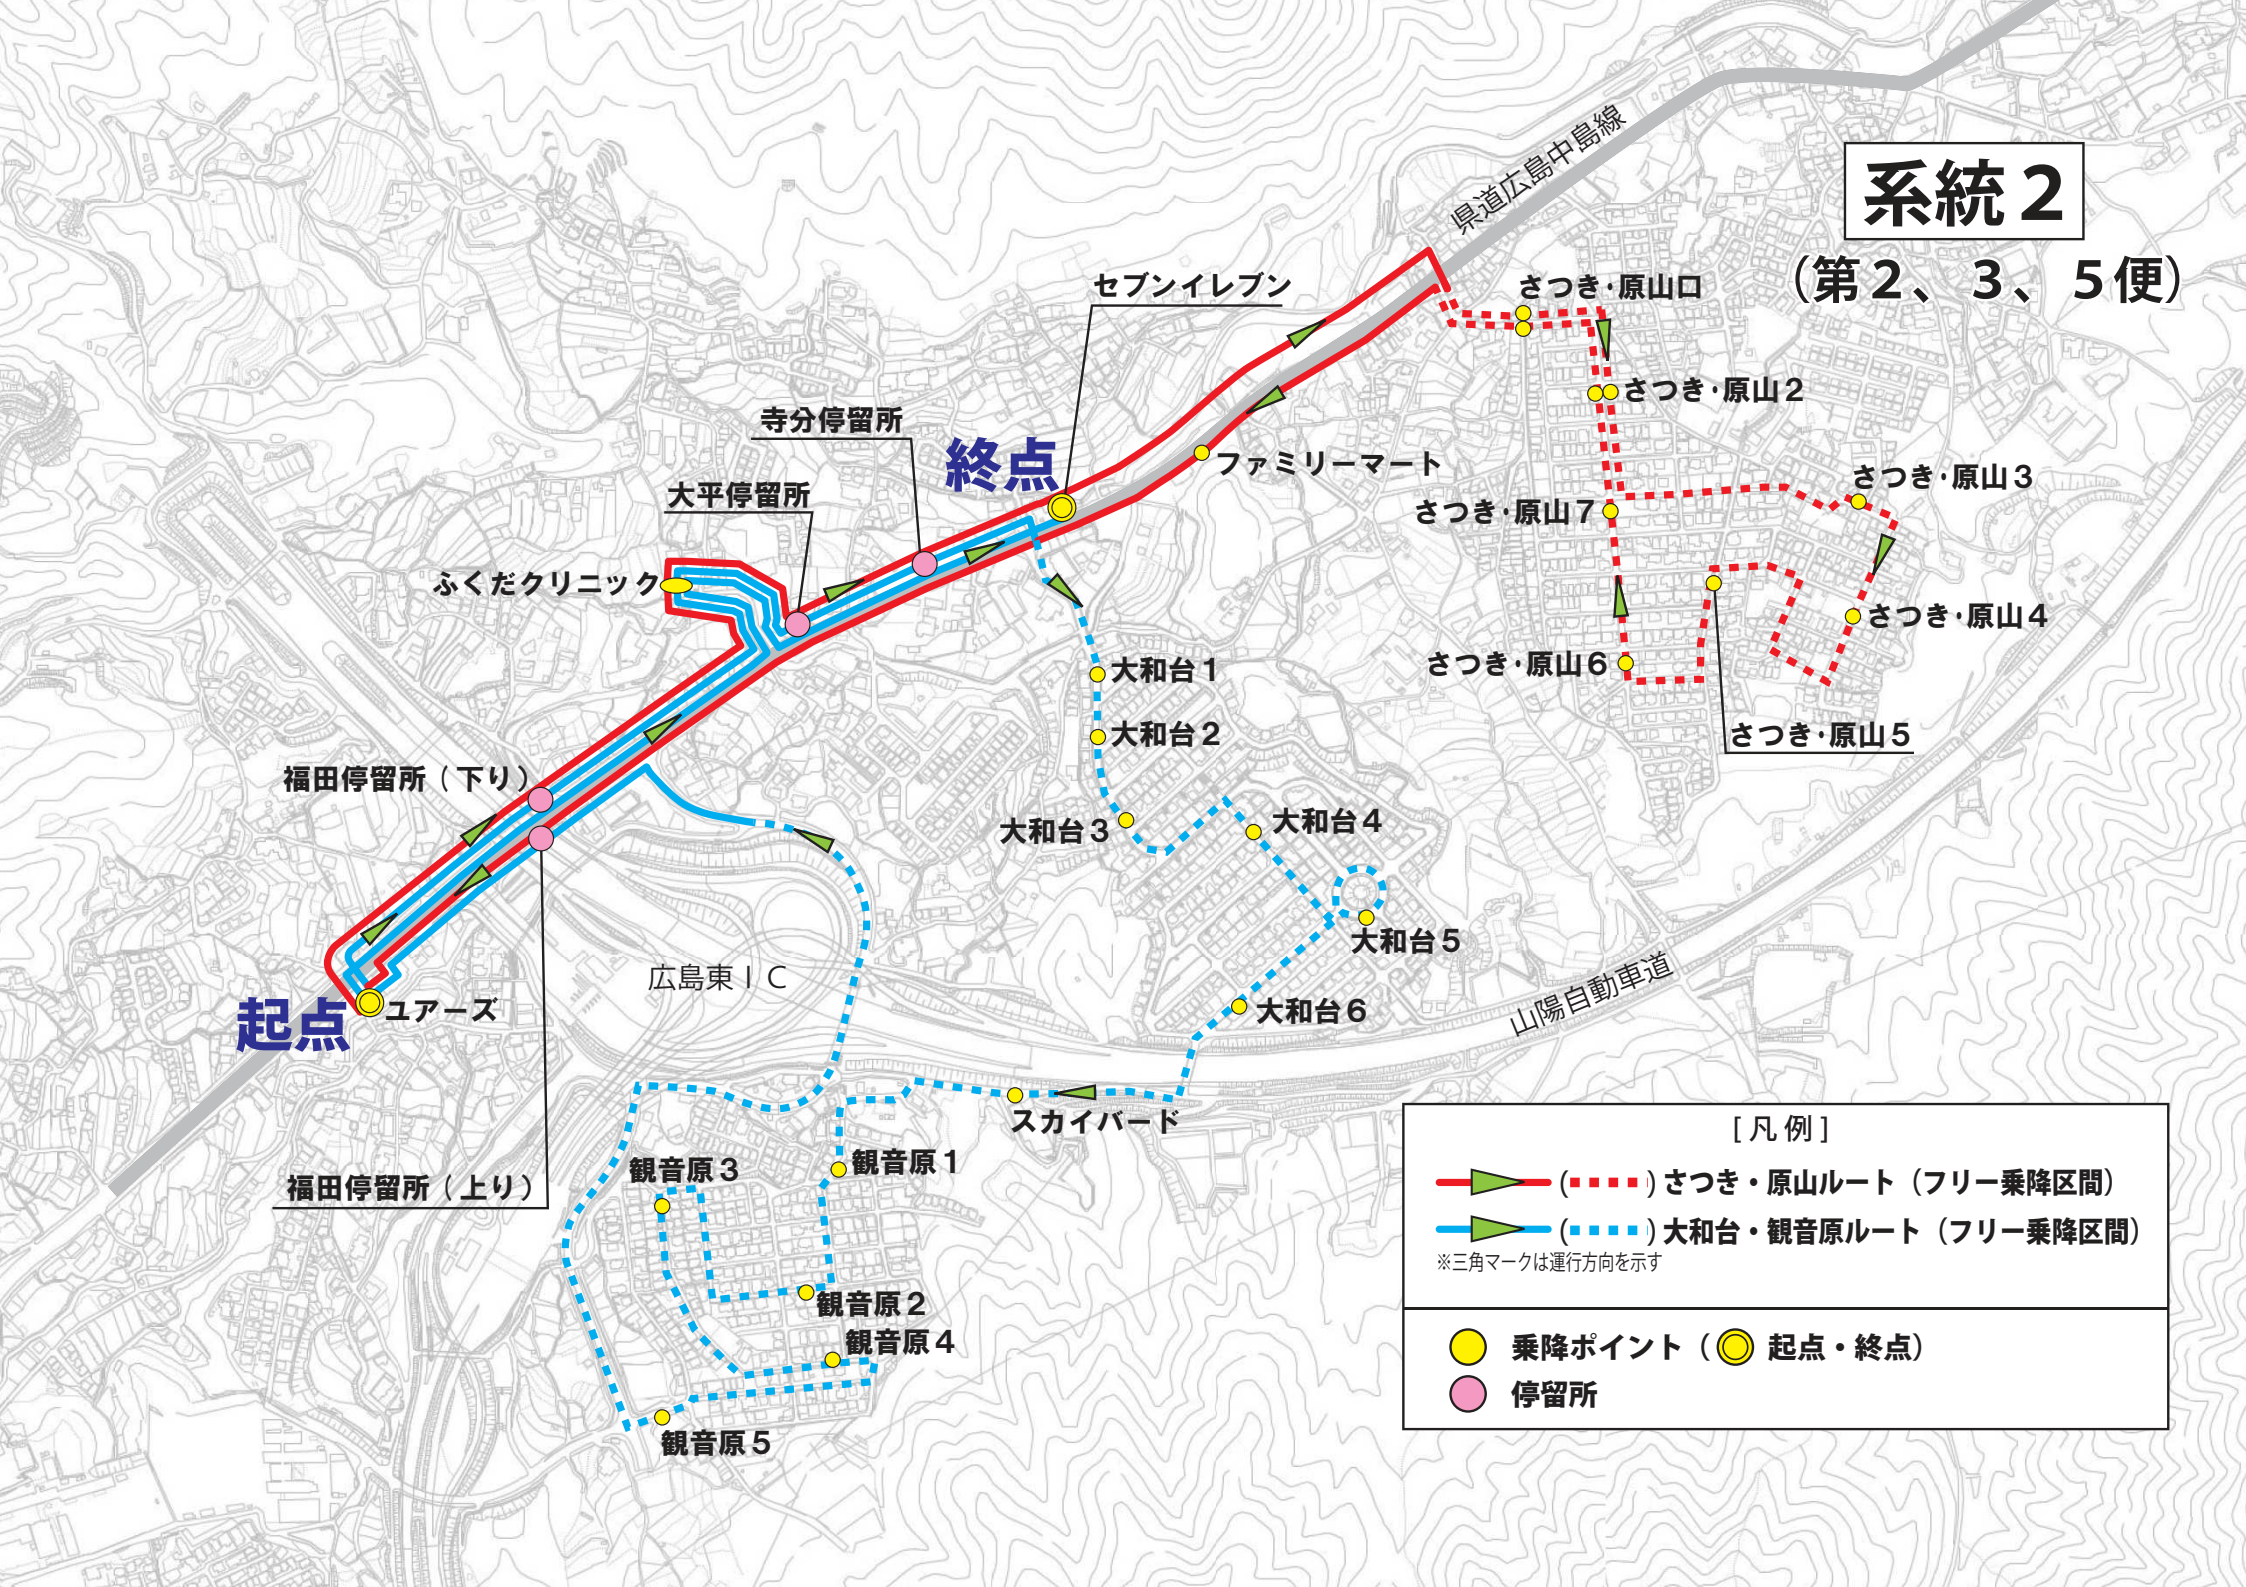 系統２
（第２、３、５便）
県道広島中島線
セブンイレブン
さつき・原山口
さつき・原山２
寺分停留所
終点
ファミリーマート
さつき・原山３
大平停留所
さつき・原山７
ふくだクリニック
さつき・原山４
大和台１
さつき・原山６
大和台２
さつき・原山５
福田停留所（下り）
大和台３
大和台４
大和台５
広島東ＩＣ
山陽自動車道
起点
ユアーズ
大和台６
スカイバード
観音原３
観音原１
福田停留所（上り）
観音原２
観音原４
観音原５
［凡例］
（　）さつき・原山ルート（フリー乗降区間）
（　）大和台・観音原ルート（フリー乗降区間）
※三角マークは運行方向を示す
乗降ポイント（　起点・終点）
停留所